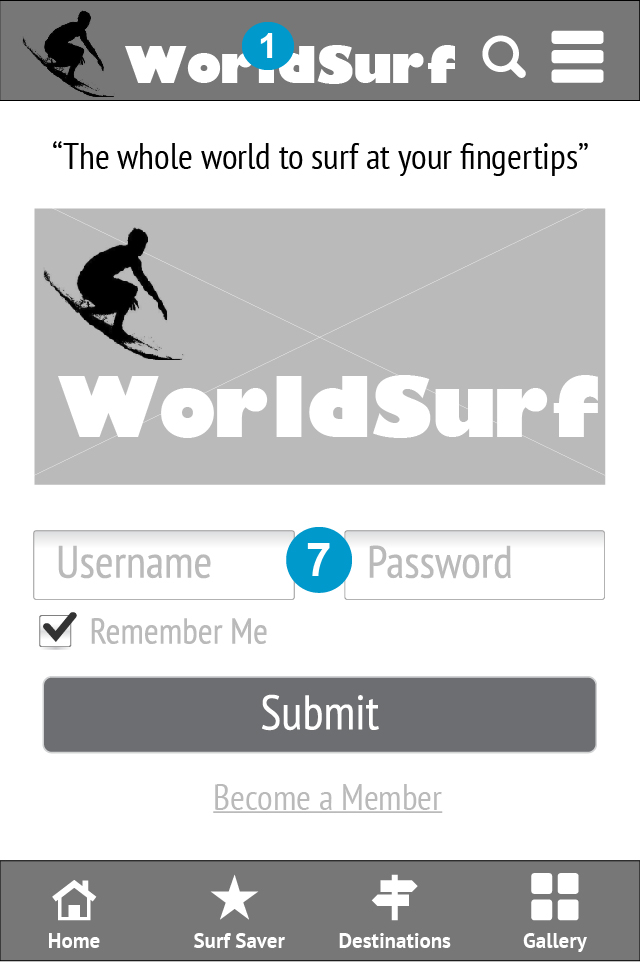 WorldSurf
1
“The whole world to surf at your fingertips”
WorldSurf
Username
7
Password
Remember Me
Submit
Become a Member
Home
Surf Saver
Destinations
Gallery